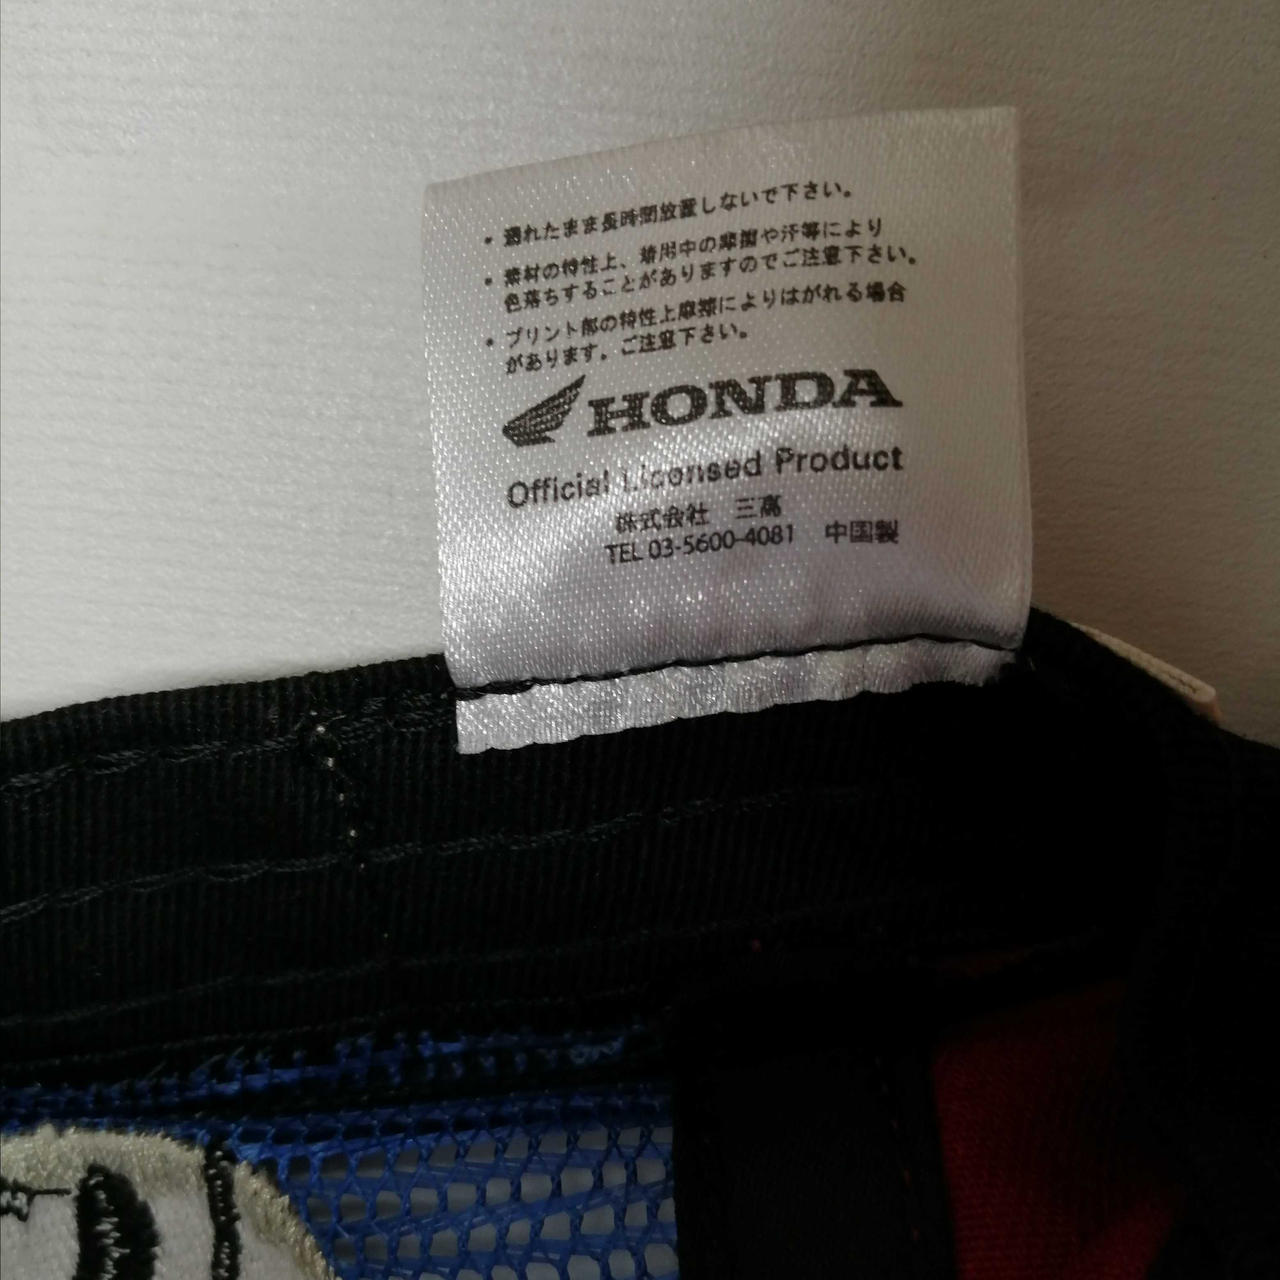 ・濡れたまま長時間放置しないで下さい。
・素材の特性上、着用中の摩擦や汗等により
色落ちすることがありますのでご注意下さい。
・プリント部の特性上摩擦によりはがれる場合
があります。ご注意下さい。
HONDA
Official Licensed Product
株式会社 三高
TEL 03-5600-4081 中国製